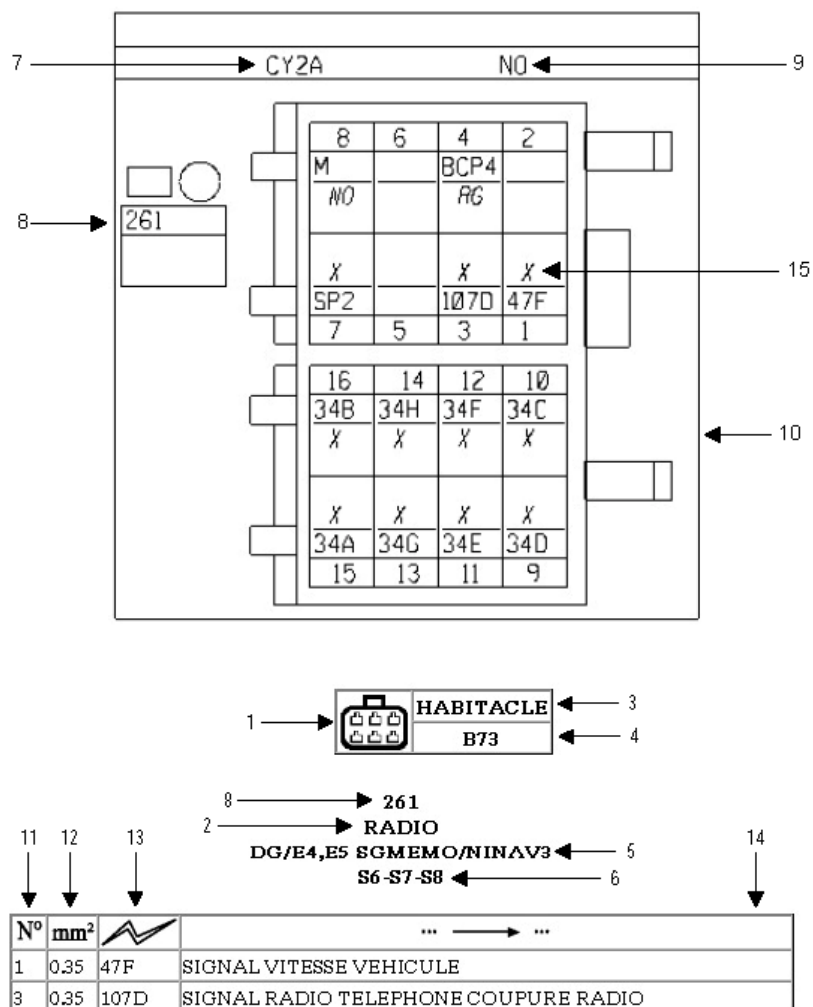 7 CY2A NO 9
8 6 4 2
M BCP4
NO RG
8 261
X X X 15
SP2 107D 47F
7 5 3 1
16 14 12 10
34B 34H 34F 34C
X X X X
10
X X X X
34A 34G 34E 34D
15 13 11 9
1 HABITACLE 3
B73 4
8 261
2 RADIO
DG/E4,E5 SGMEMO/NINAV3 5
S6-S7-S8 6
11 12 13 14
N° mm² ... ...
1 0.35 47F SIGNAL VITESSE VEHICULE
3 0.35 107D SIGNAL RADIO TELEPHONE COUPURE RADIO